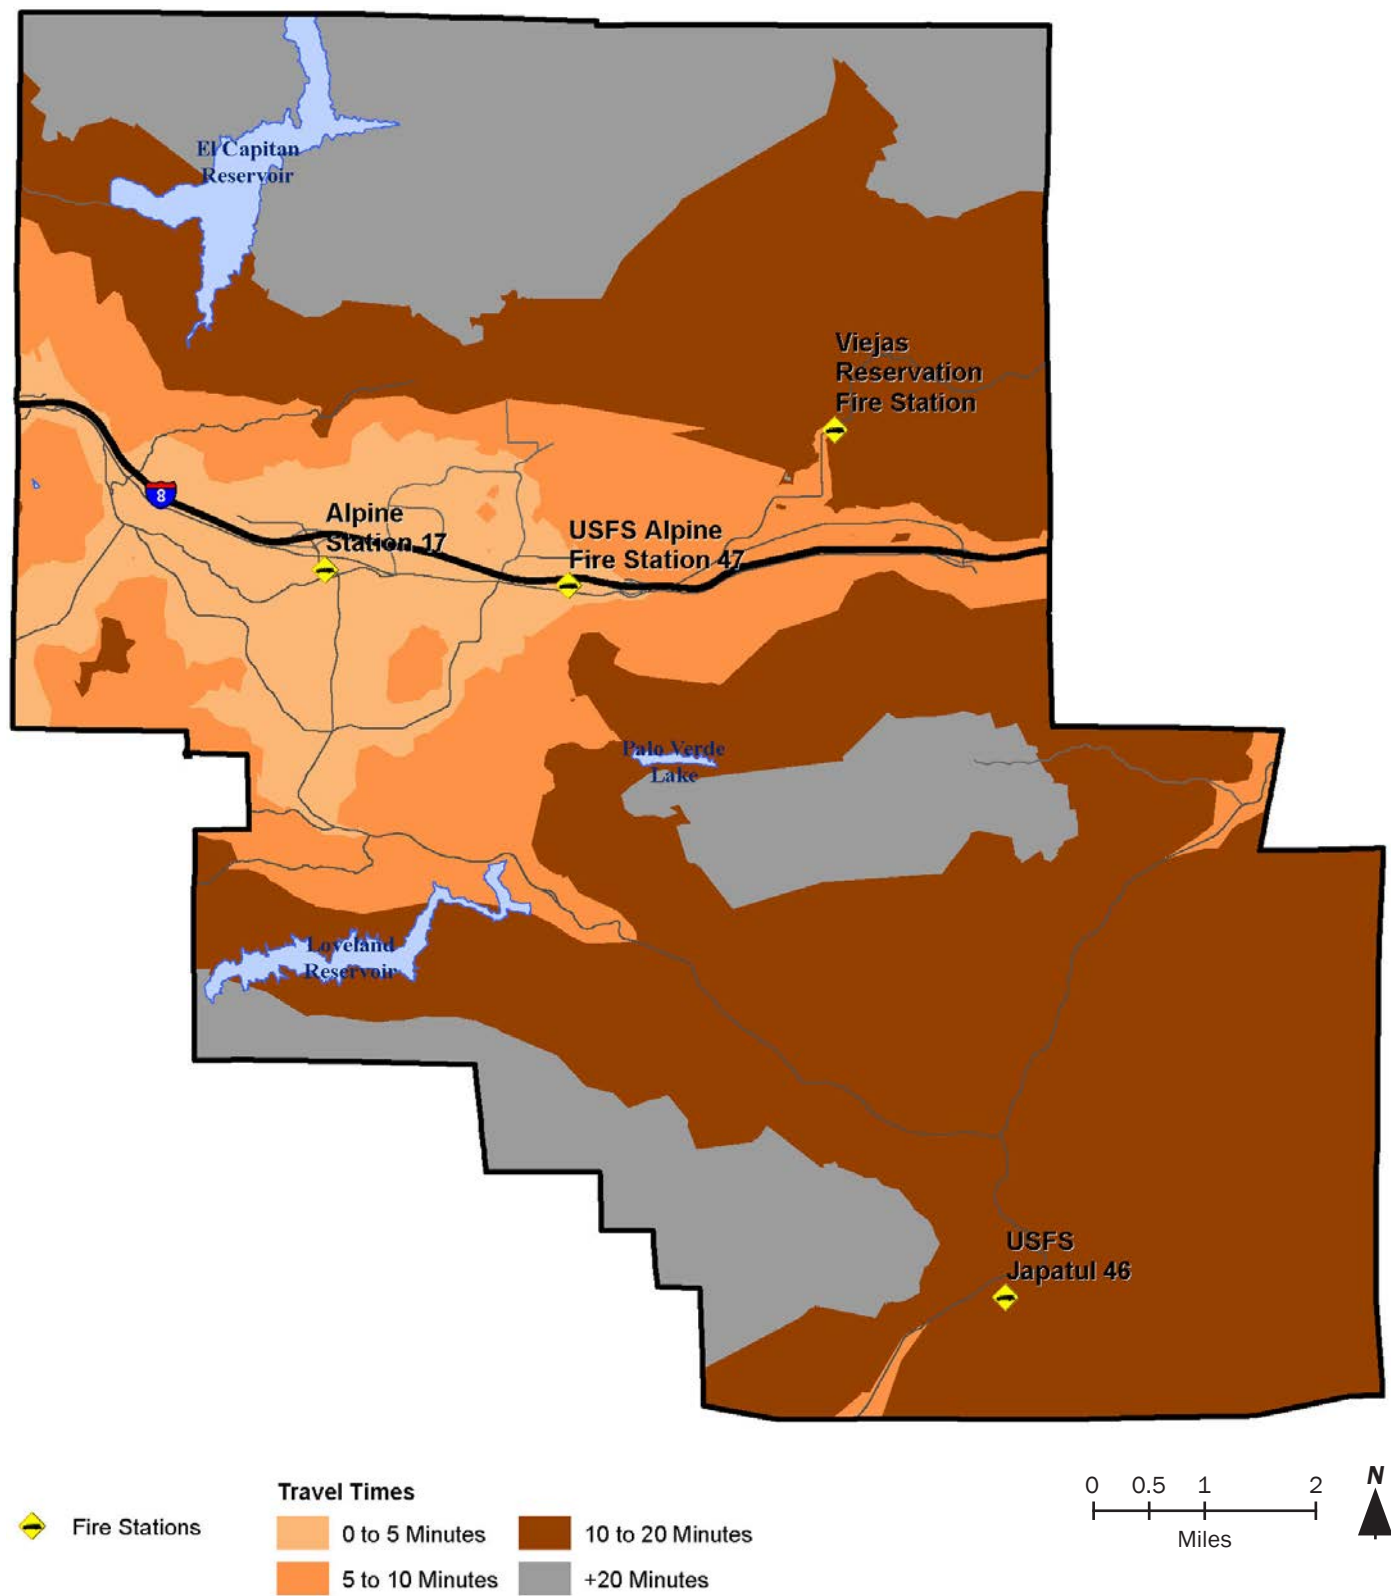 El Capitan
Reservoir
Viejas
Reservation
Fire Station
8
Alpine
Station 17
USFS Alpine
Fire Station 47
Palo Verde
Lake
Loveland
Reservoir
USFS
Japatul 46
Fire Stations
Travel Times
0 to 5 Minutes
10 to 20 Minutes
5 to 10 Minutes
+20 Minutes
0 0.5 1 2
Miles
N